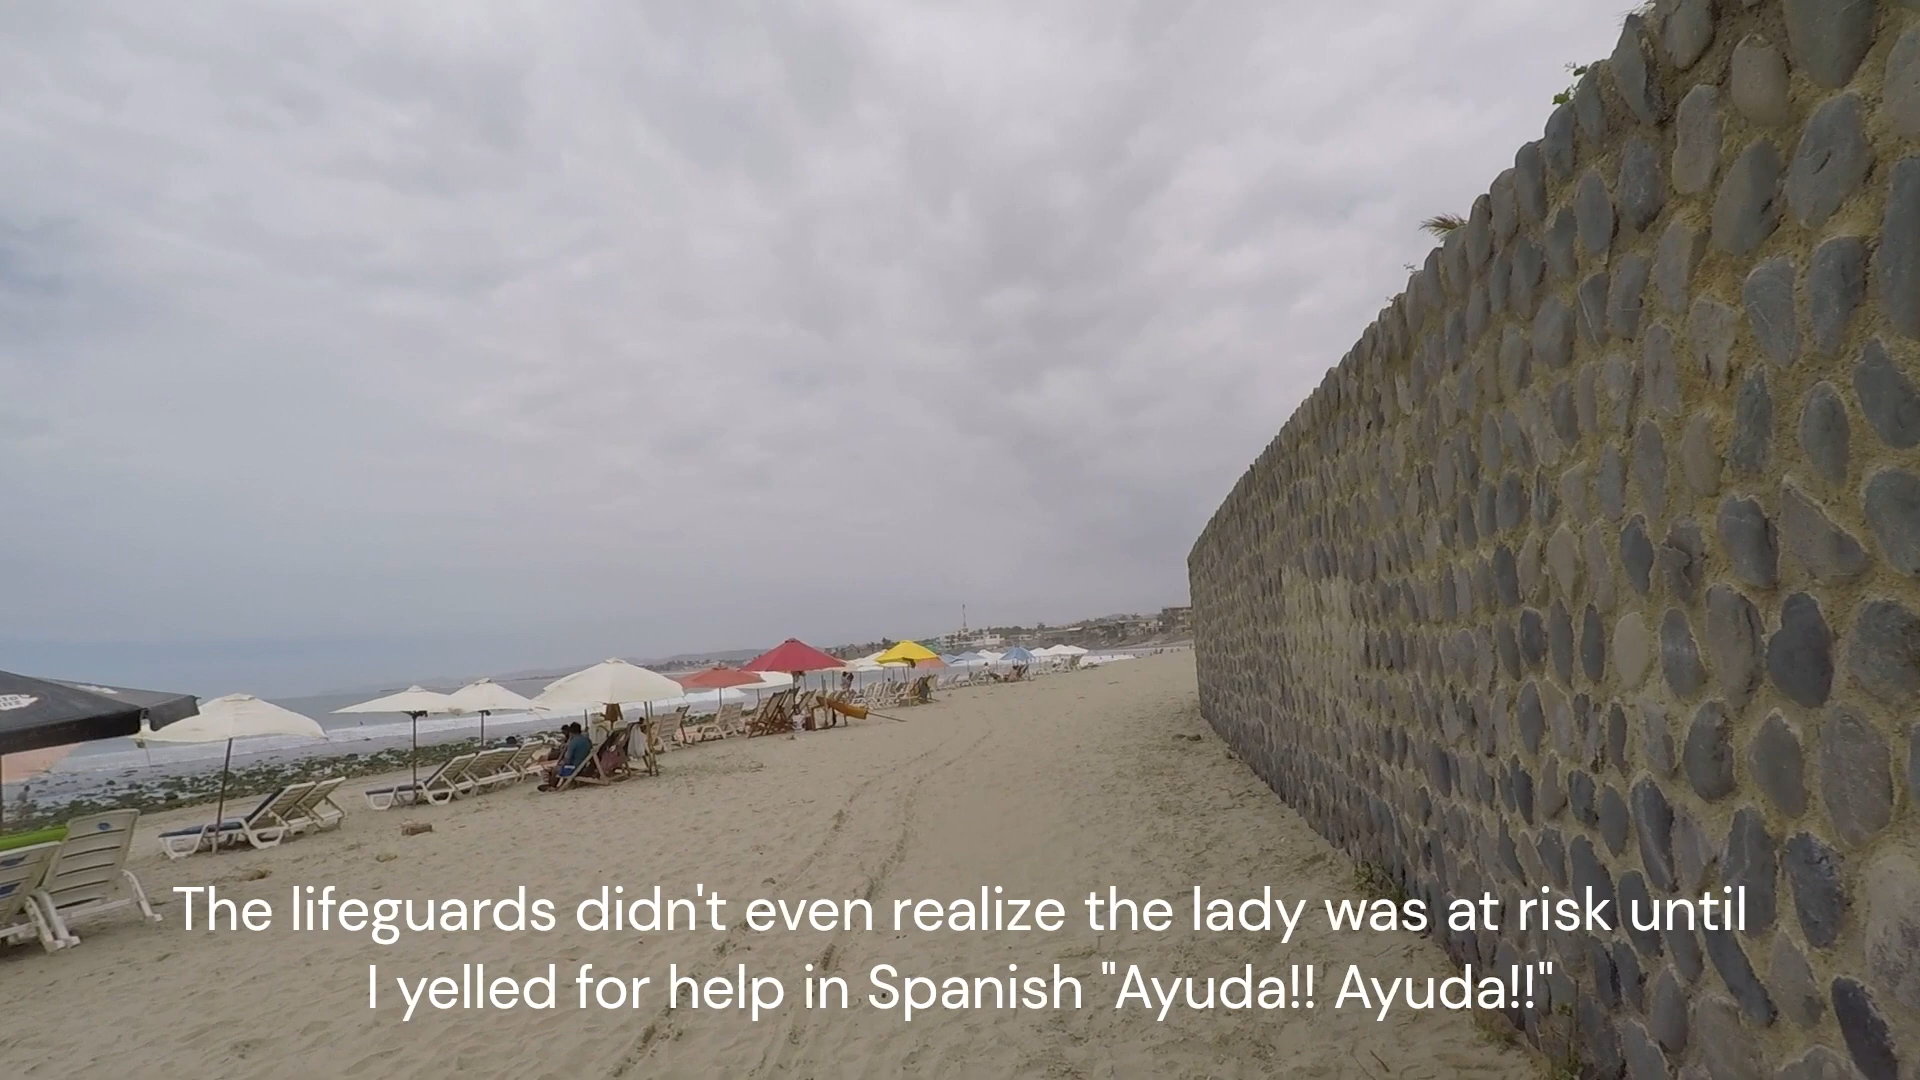 The lifeguards didn't even realize the lady was at risk until
I yelled for help in Spanish "Ayuda!! Ayuda!!"